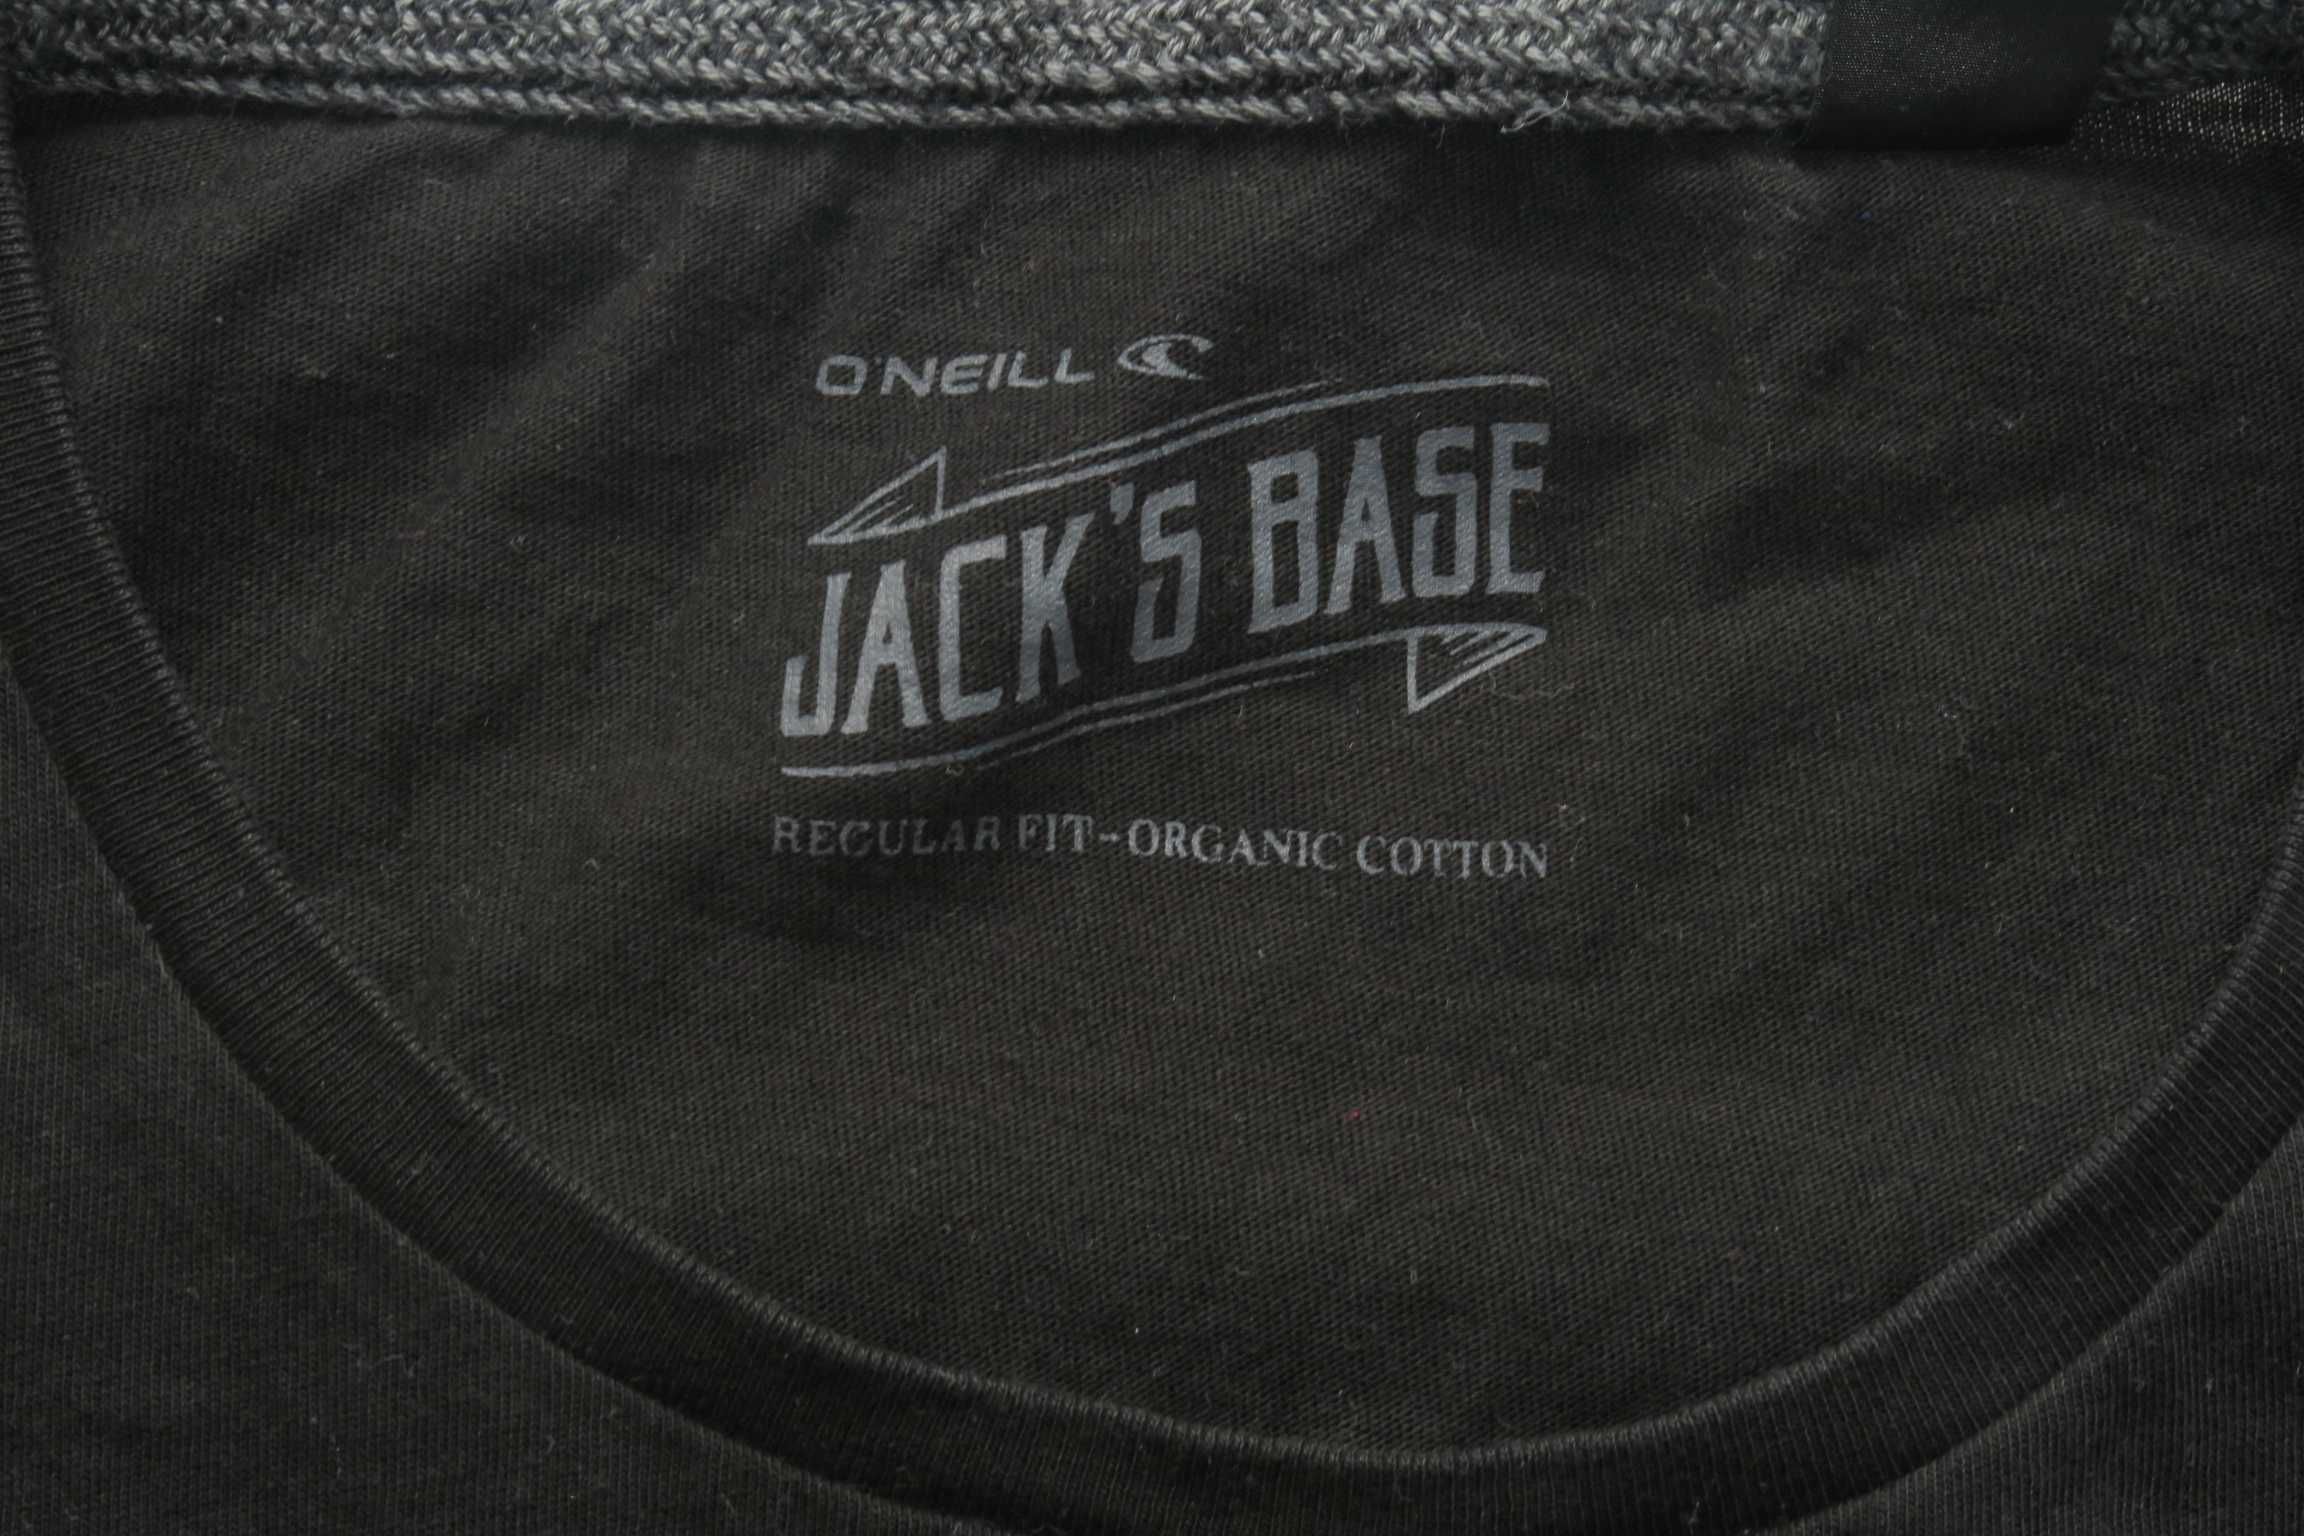 O'NEILL
JACK'S BASE
REGULAR FIT-ORGANIC COTTON